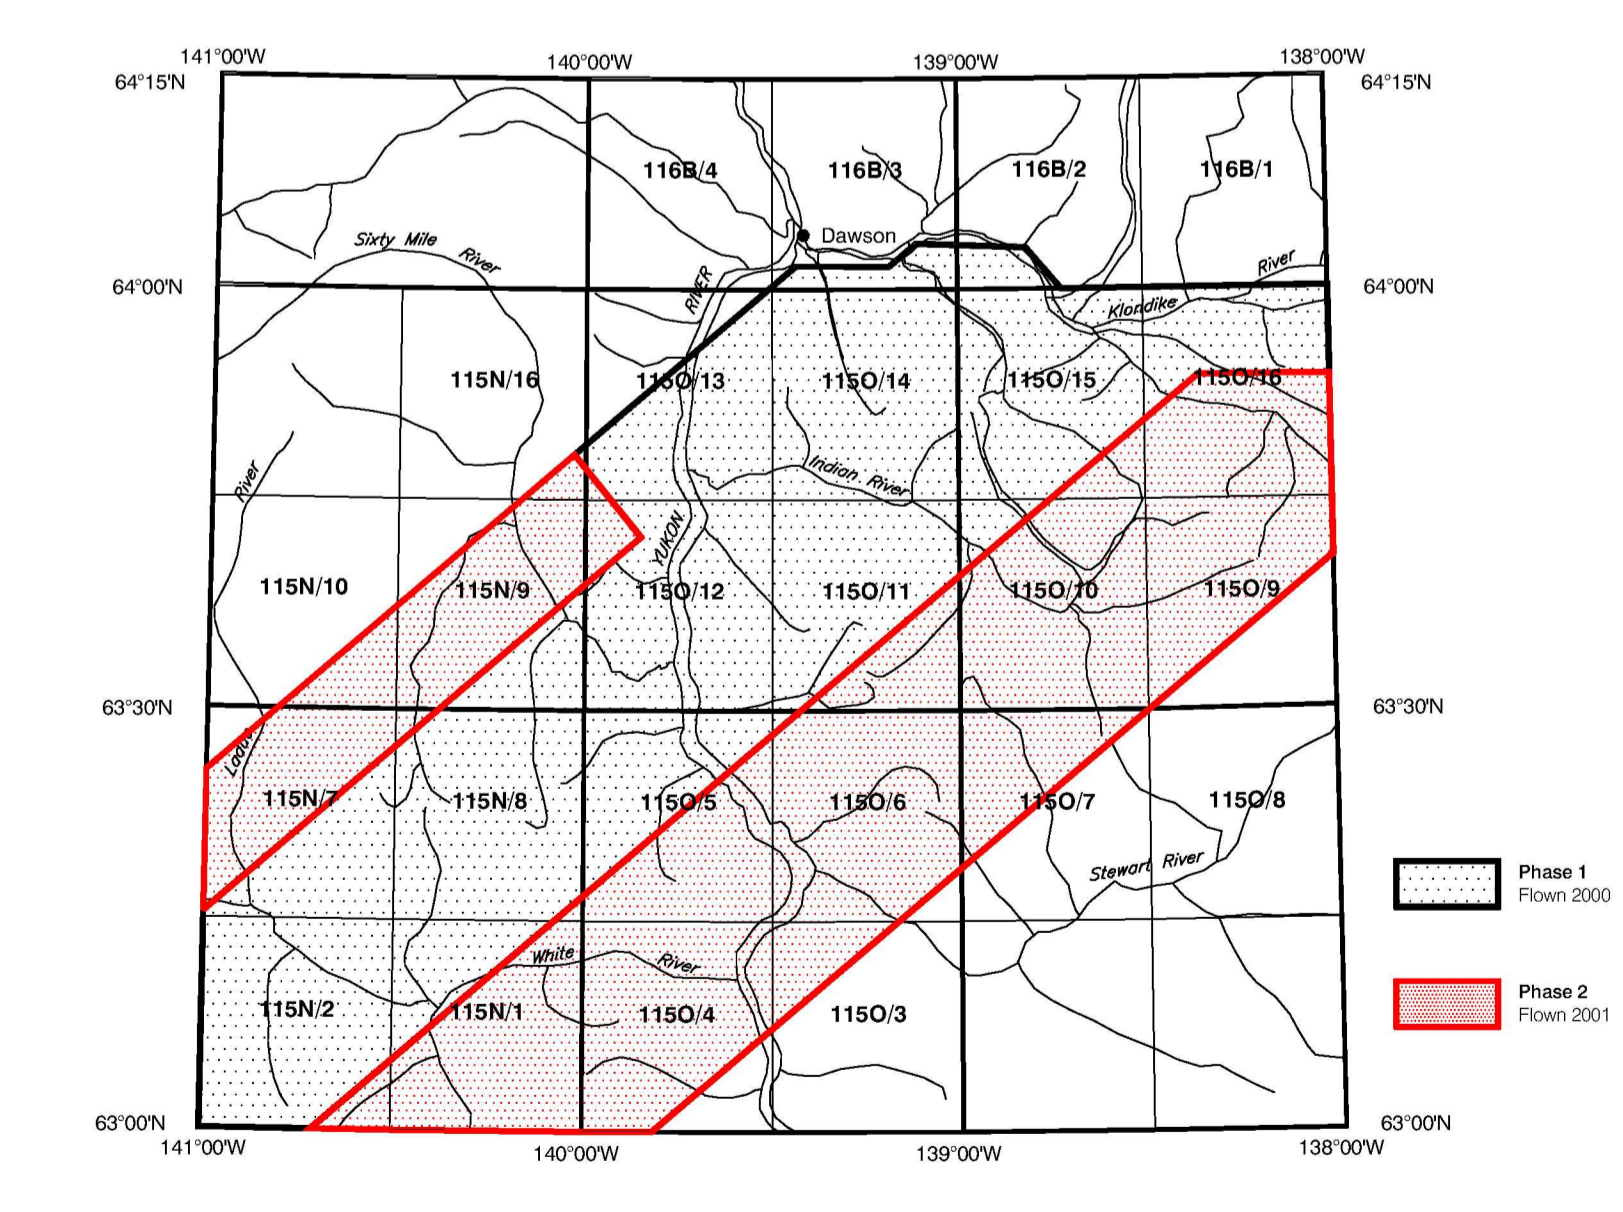 141°00'W 140°00'W 139°00'W 138°00'W
64°15'N 64°15'N
116B/4 116B/3 116B/2 116B/1
Dawson
Sixty Mile River
RIVER
River
64°00'N 64°00'N
Klondike
115N/16 115O/13 115O/14 115O/15 115O/16
River
Indian River
YUKON
115N/10 115N/9 115O/12 115O/11 115O/10 115O/9
63°30'N 63°30'N
115N/7 115N/8 115O/5 115O/6 115O/7 115O/8
Stewart River
Phase 1
Flown 2000
White River
Phase 2
Flown 2001
115N/2 115N/1 115O/4 115O/3
63°00'N 63°00'N
141°00'W 140°00'W 139°00'W 138°00'W